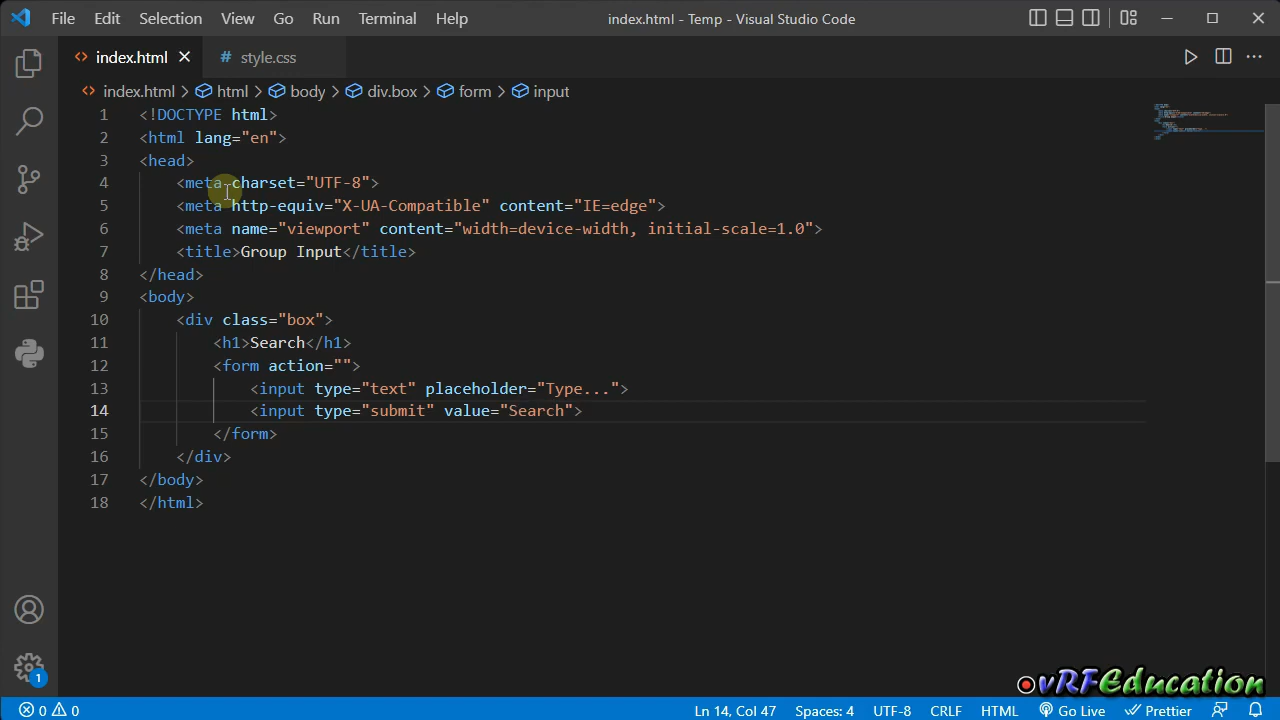 File Edit Selection View Go Run Terminal Help index.html - Temp - Visual Studio Code
index.html # style.css
index.html > html > body > div.box > form > input
1 <!DOCTYPE html>
2 <html lang="en">
3 <head>
4 <meta charset="UTF-8">
5 <meta http-equiv="X-UA-Compatible" content="IE=edge">
6 <meta name="viewport" content="width=device-width, initial-scale=1.0">
7 <title>Group Input</title>
8 </head>
9 <body>
10 <div class="box">
11 <h1>Search</h1>
12 <form action="">
13 <input type="text" placeholder="Type...">
14 <input type="submit" value="Search">
15 </form>
16 </div>
17 </body>
18 </html>
1
vRFEducation
0 0 Ln 14, Col 47 Spaces: 4 UTF-8 CRLF HTML Go Live Prettier